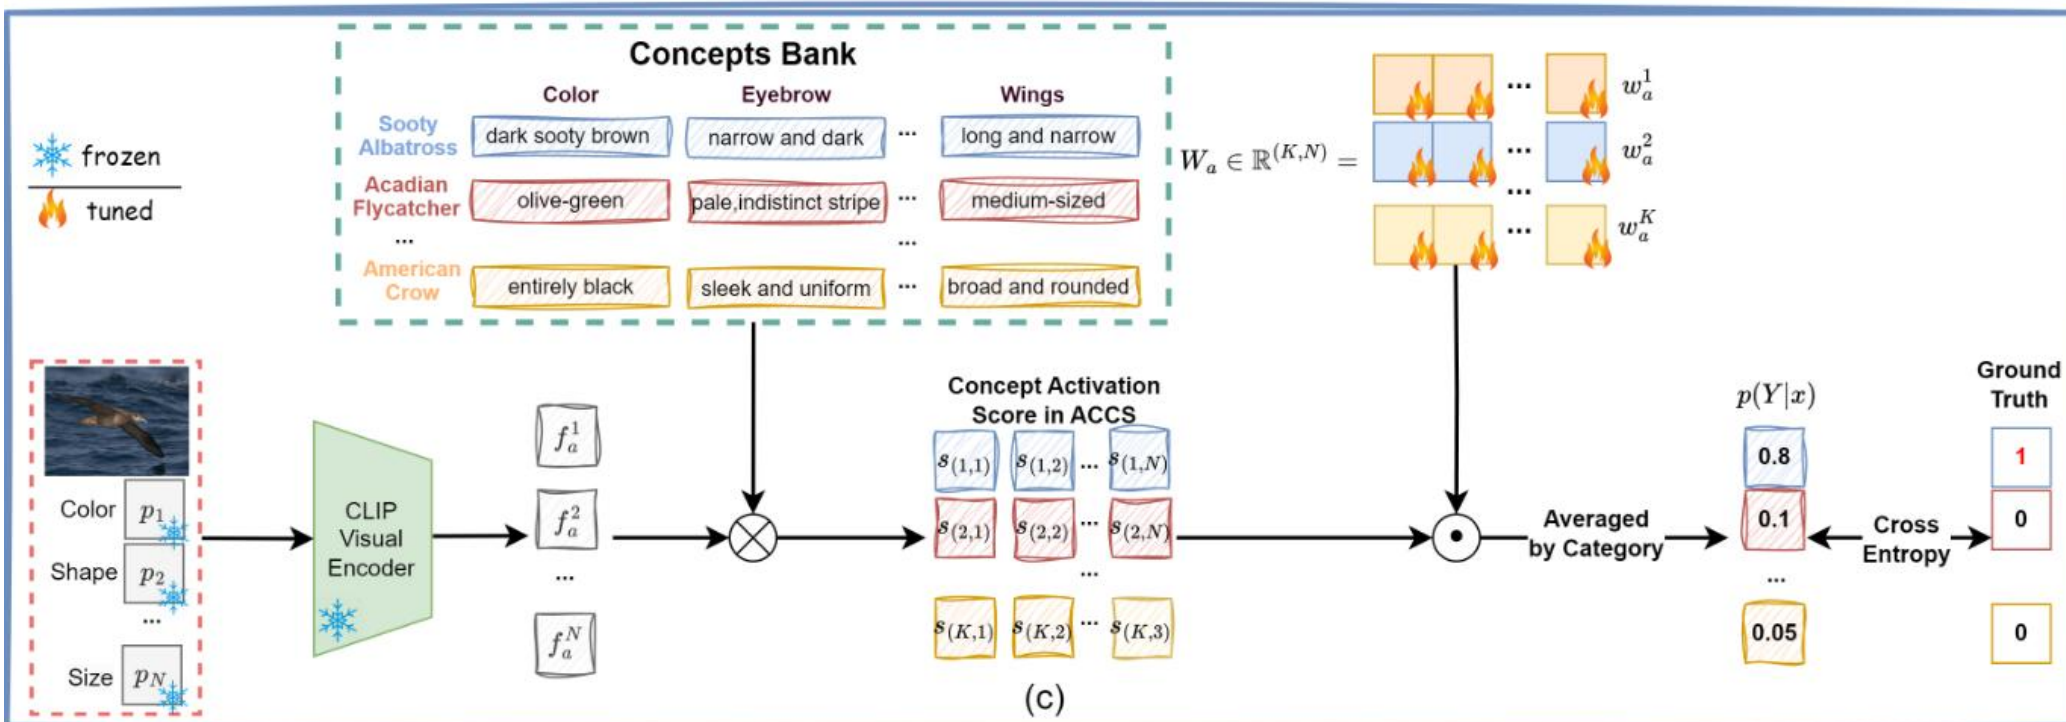 Concepts Bank
Color Eyebrow Wings
Sooty Albatross dark sooty brown narrow and dark ... long and narrow
Acadian Flycatcher olive-green pale,indistinct stripe ... medium-sized
... ...
American Crow entirely black sleek and uniform ... broad and rounded
frozen
tuned
W_a ∈ ℝ^(K,N) =
... w_a^1
... w_a^2
...
... w_a^K
Color p_1
Shape p_2
...
Size p_N
CLIP
Visual
Encoder
f_a^1
f_a^2
...
f_a^N
Concept Activation
Score in ACCS
s_(1,1) s_(1,2) ... s_(1,N)
s_(2,1) s_(2,2) ... s_(2,N)
...
s_(K,1) s_(K,2) ... s_(K,3)
Averaged
by Category
p(Y|x)
0.8
0.1
...
0.05
Cross
Entropy
Ground
Truth
1
0
0
(c)